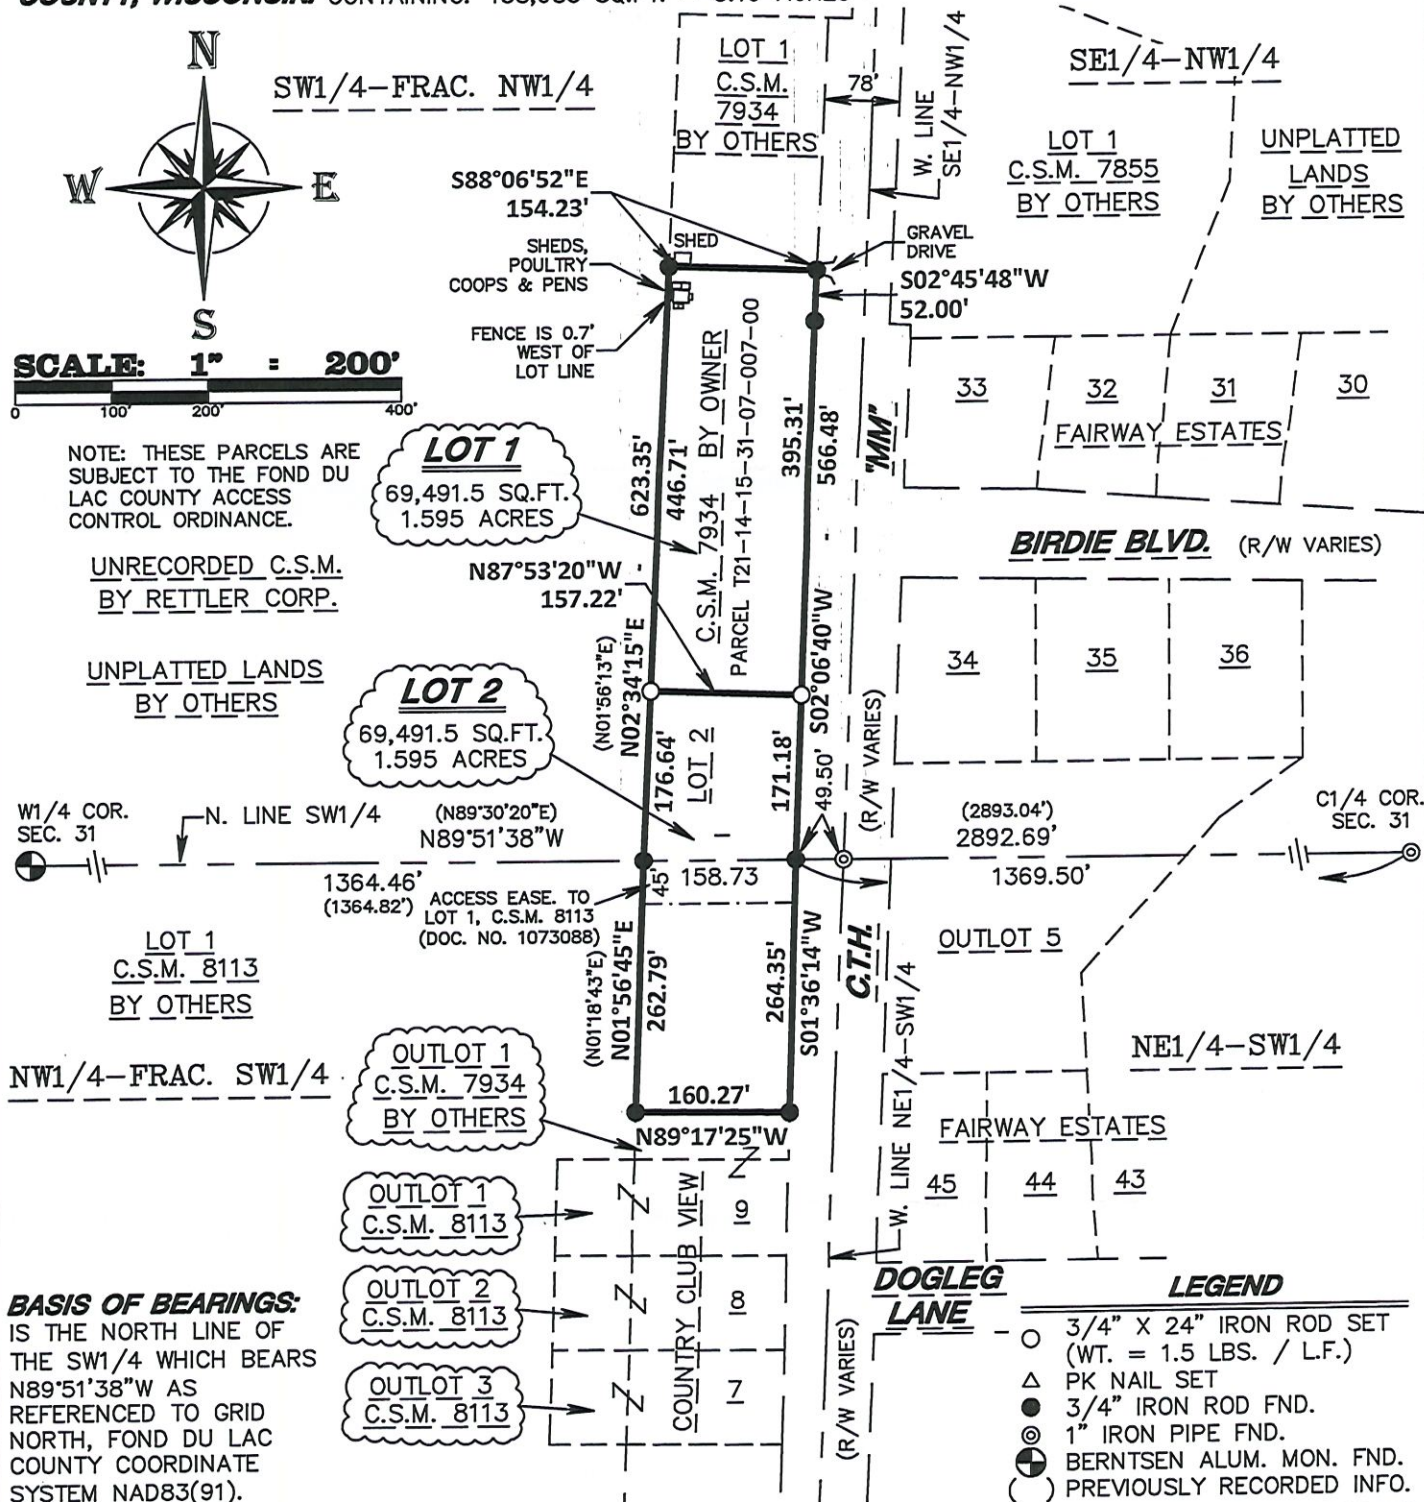 COUNTY, WISCONSIN.
N
W
E
S
SW1/4-FRAC. NW1/4
LOT 1
C.S.M.
7934
BY OTHERS
78'
W. LINE
SE1/4-NW1/4
SE1/4-NW1/4
LOT 1
C.S.M. 7855
BY OTHERS
UNPLATTED
LANDS
BY OTHERS
S88°06'52"E
154.23'
SHED
SHEDS,
POULTRY
COOPS & PENS
GRAVEL
DRIVE
S02°45'48"W
52.00'
FENCE IS 0.7'
WEST OF
LOT LINE
SCALE: 1" = 200'
0 100' 200' 400'
NOTE: THESE PARCELS ARE
SUBJECT TO THE FOND DU
LAC COUNTY ACCESS
CONTROL ORDINANCE.
LOT 1
69,491.5 SQ.FT.
1.595 ACRES
UNRECORDED C.S.M.
BY RETTLER CORP.
UNPLATTED LANDS
BY OTHERS
N87°53'20"W
157.22'
LOT 2
69,491.5 SQ.FT.
1.595 ACRES
(N01°56'13"E)
N02°34'15"E - 623.35'
446.71'
176.64'
C.S.M. 7934 BY OWNER
PARCEL T21-14-15-31-07-007-00
LOT 2
395.31'
171.18'
S02°06'40"W - 566.48'
"MM"
(R/W VARIES)
33
32
31
30
FAIRWAY ESTATES
BIRDIE BLVD. (R/W VARIES)
34
35
36
W1/4 COR.
SEC. 31
N. LINE SW1/4
(N89°30'20"E)
N89°51'38"W
49.50'
(2893.04')
2892.69'
C1/4 COR.
SEC. 31
1364.46'
(1364.82')
ACCESS EASE. TO
LOT 1, C.S.M. 8113
(DOC. NO. 1073088)
45'
158.73
1369.50'
LOT 1
C.S.M. 8113
BY OTHERS
(N01°18'43"E)
N01°56'45"E
262.79'
264.35'
S01°36'14"W
C.T.H.
OUTLOT 5
W. LINE NE1/4-SW1/4
NE1/4-SW1/4
NW1/4-FRAC. SW1/4
OUTLOT 1
C.S.M. 7934
BY OTHERS
160.27'
N89°17'25"W
FAIRWAY ESTATES
45
44
43
OUTLOT 1
C.S.M. 8113
OUTLOT 2
C.S.M. 8113
OUTLOT 3
C.S.M. 8113
COUNTRY CLUB VIEW
9
8
7
(R/W VARIES)
DOGLEG
LANE
BASIS OF BEARINGS:
IS THE NORTH LINE OF
THE SW1/4 WHICH BEARS
N89°51'38"W AS
REFERENCED TO GRID
NORTH, FOND DU LAC
COUNTY COORDINATE
SYSTEM NAD83(91).
LEGEND
3/4" X 24" IRON ROD SET
(WT. = 1.5 LBS. / L.F.)
PK NAIL SET
3/4" IRON ROD FND.
1" IRON PIPE FND.
BERNTSEN ALUM. MON. FND.
( ) PREVIOUSLY RECORDED INFO.